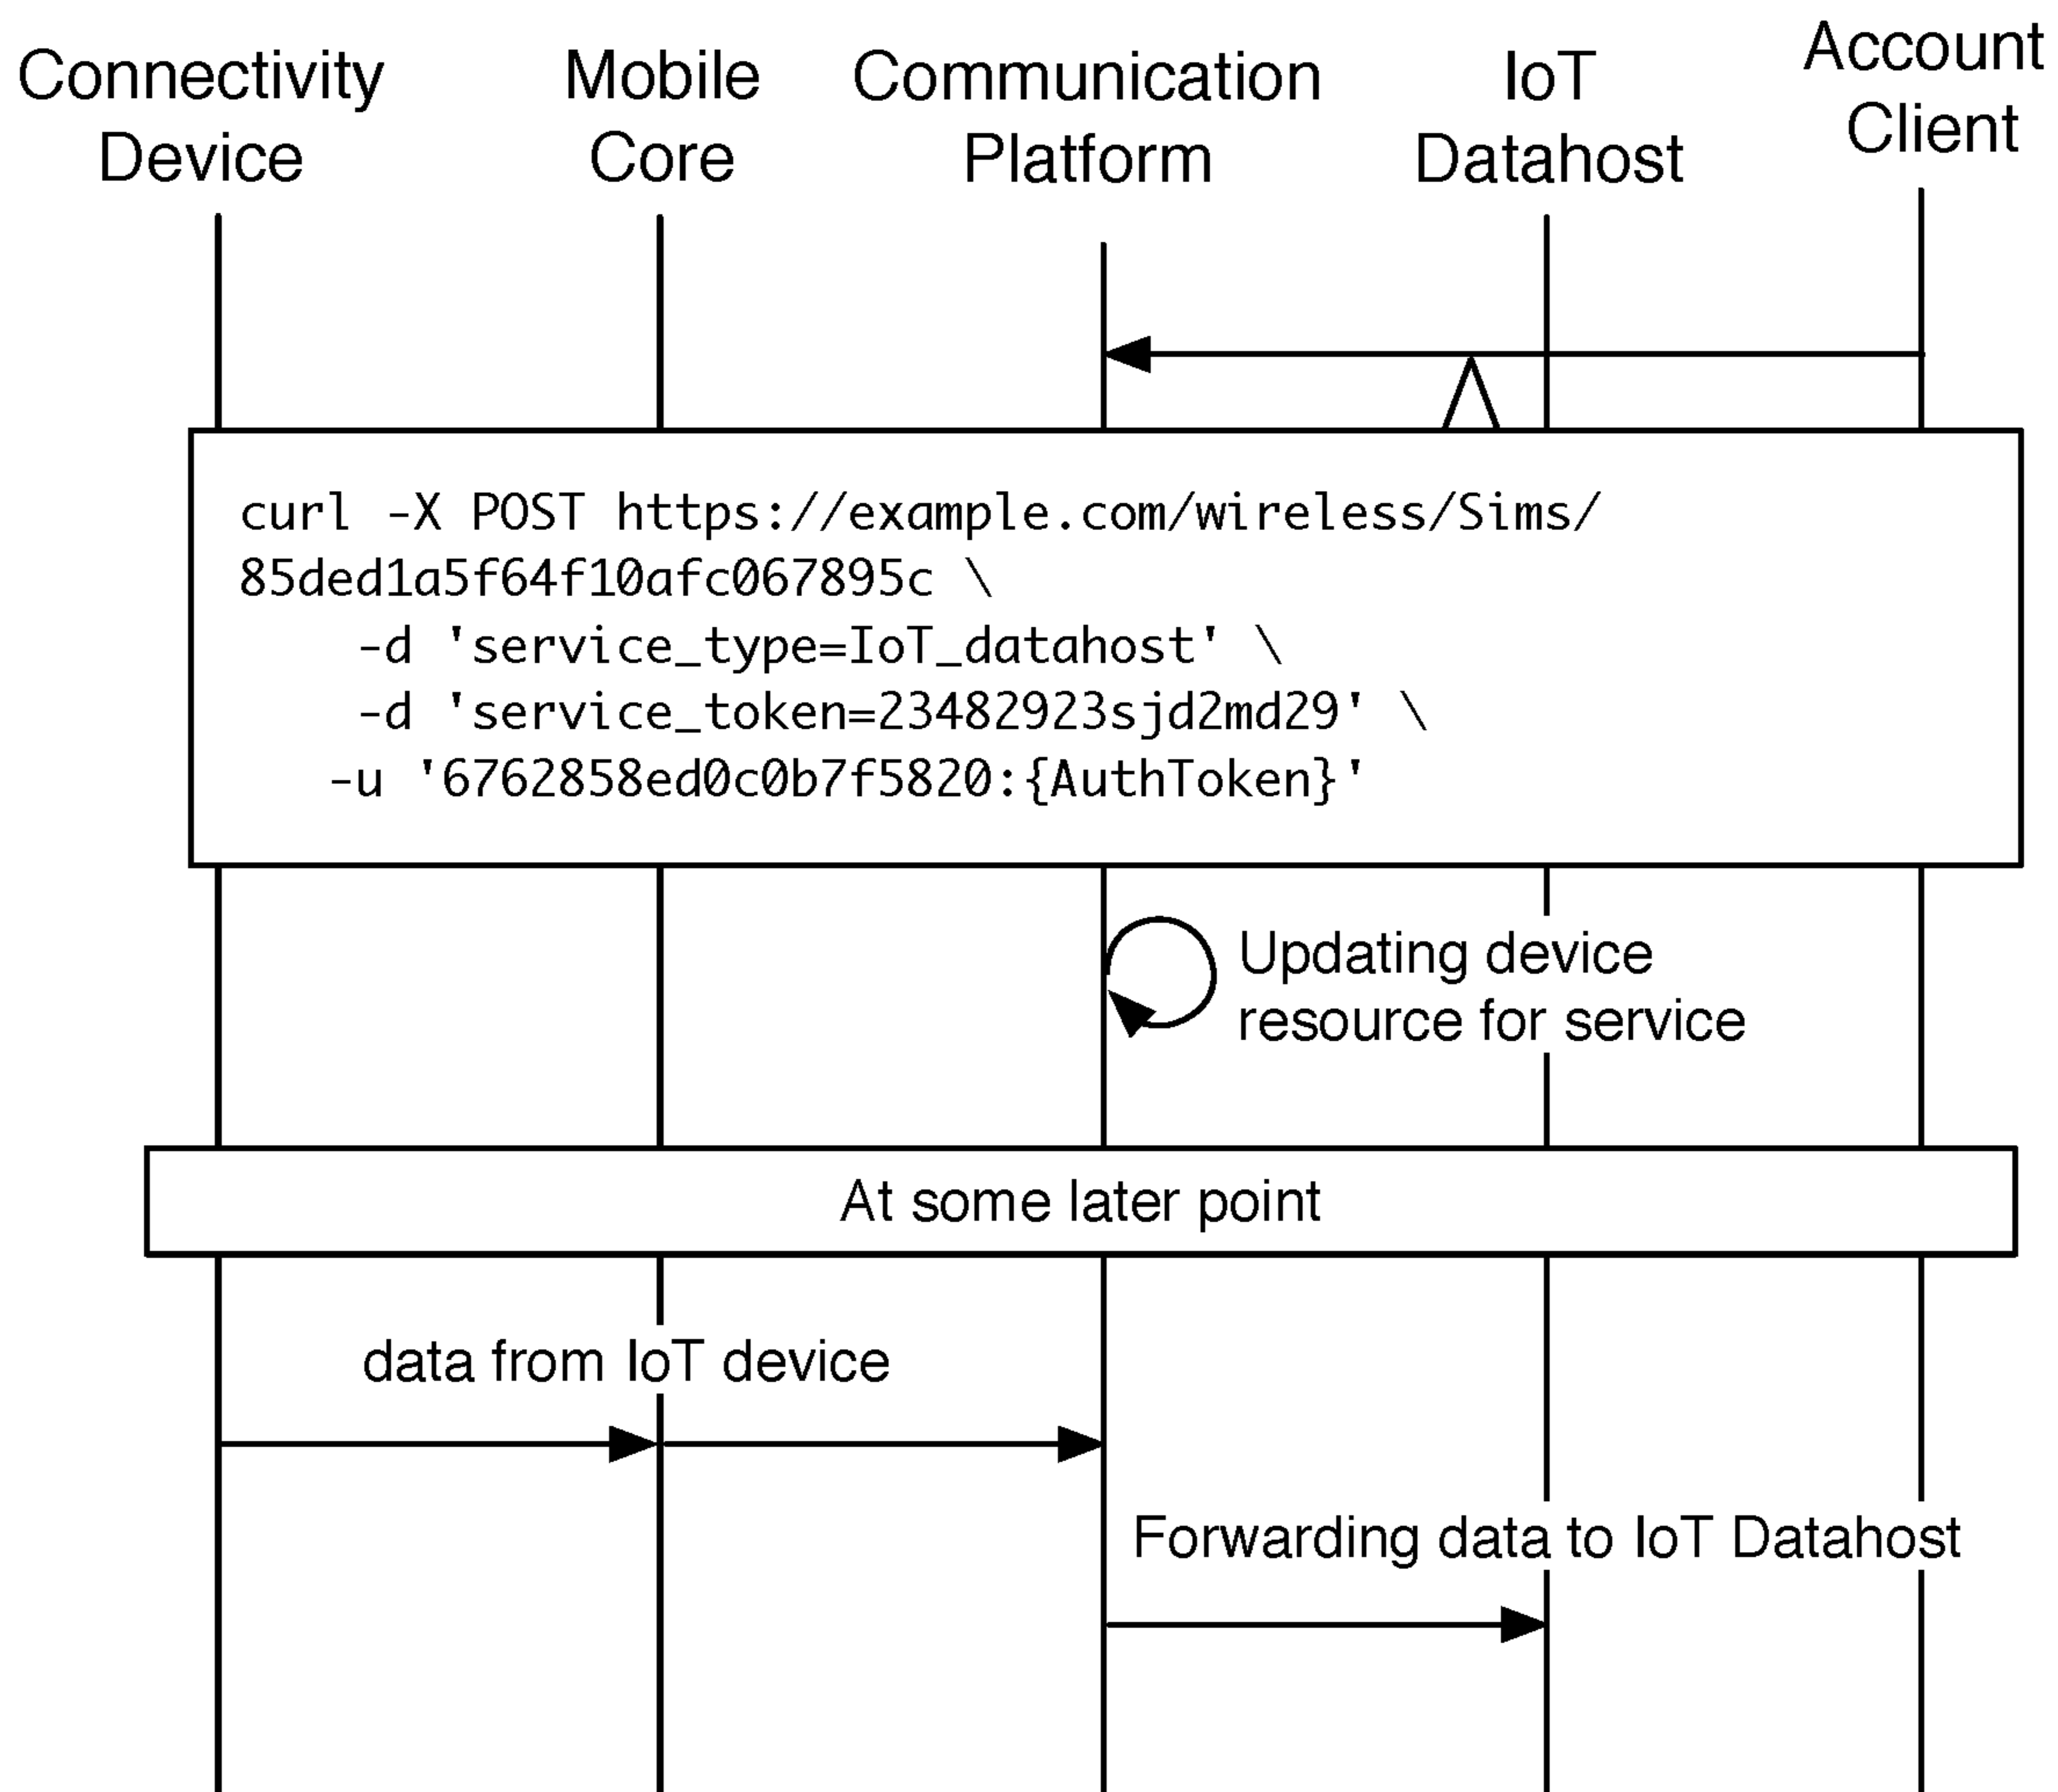 Connectivity
Device
Mobile
Core
Communication
Platform
IoT
Datahost
Account
Client
curl -X POST https://example.com/wireless/Sims/
85ded1a5f64f10afc067895c \
-d 'service_type=IoT_datahost' \
-d 'service_token=23482923sjd2md29' \
-u '6762858ed0c0b7f5820:{AuthToken}'
Updating device
resource for service
At some later point
data from IoT device
Forwarding data to IoT Datahost